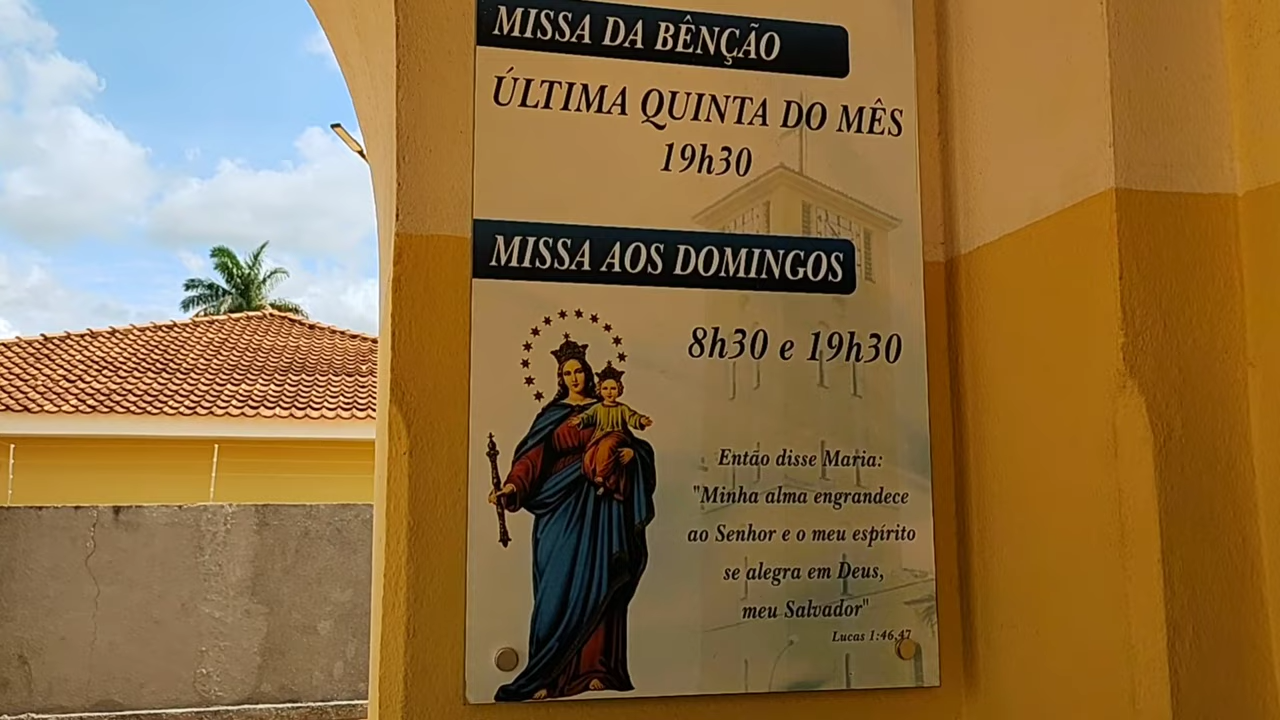 MISSA DA BÊNÇÃO
ÚLTIMA QUINTA DO MÊS
19h30
MISSA AOS DOMINGOS
8h30 e 19h30
Então disse Maria:
"Minha alma engrandece
ao Senhor e o meu espírito
se alegra em Deus,
meu Salvador"
Lucas 1:46,47